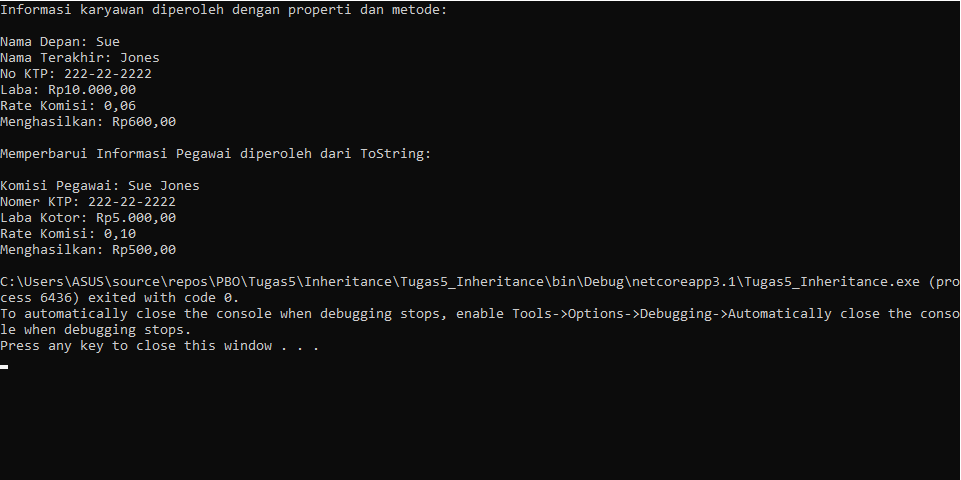 Informasi karyawan diperoleh dengan properti dan metode:
Nama Depan: Sue
Nama Terakhir: Jones
No KTP: 222-22-2222
Laba: Rp10.000,00
Rate Komisi: 0,06
Menghasilkan: Rp600,00
Memperbarui Informasi Pegawai diperoleh dari ToString:
Komisi Pegawai: Sue Jones
Nomer KTP: 222-22-2222
Laba Kotor: Rp5.000,00
Rate Komisi: 0,10
Menghasilkan: Rp500,00
C:\Users\ASUS\source\repos\PBO\Tugas5\Inheritance\Tugas5_Inheritance\bin\Debug\netcoreapp3.1\Tugas5_Inheritance.exe (pro
cess 6436) exited with code 0.
To automatically close the console when debugging stops, enable Tools->Options->Debugging->Automatically close the conso
le when debugging stops.
Press any key to close this window . . .